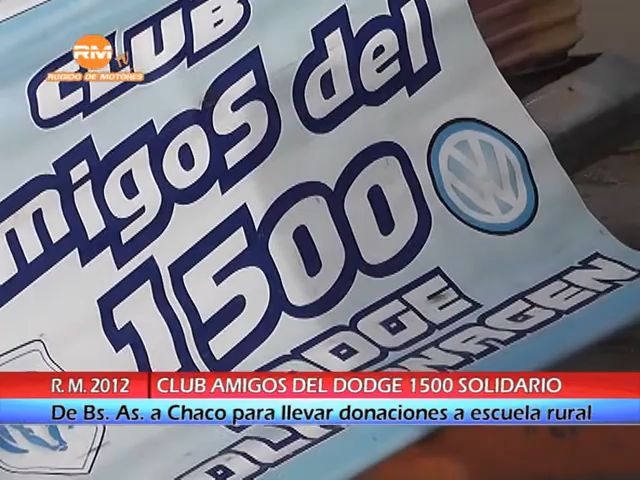 RM
TV
RUGIDO DE MOTORES
CLUB
amigos del
1500
DODGE
R. M. 2012 CLUB AMIGOS DEL DODGE 1500 SOLIDARIO
De Bs. As. a Chaco para llevar donaciones a escuela rural